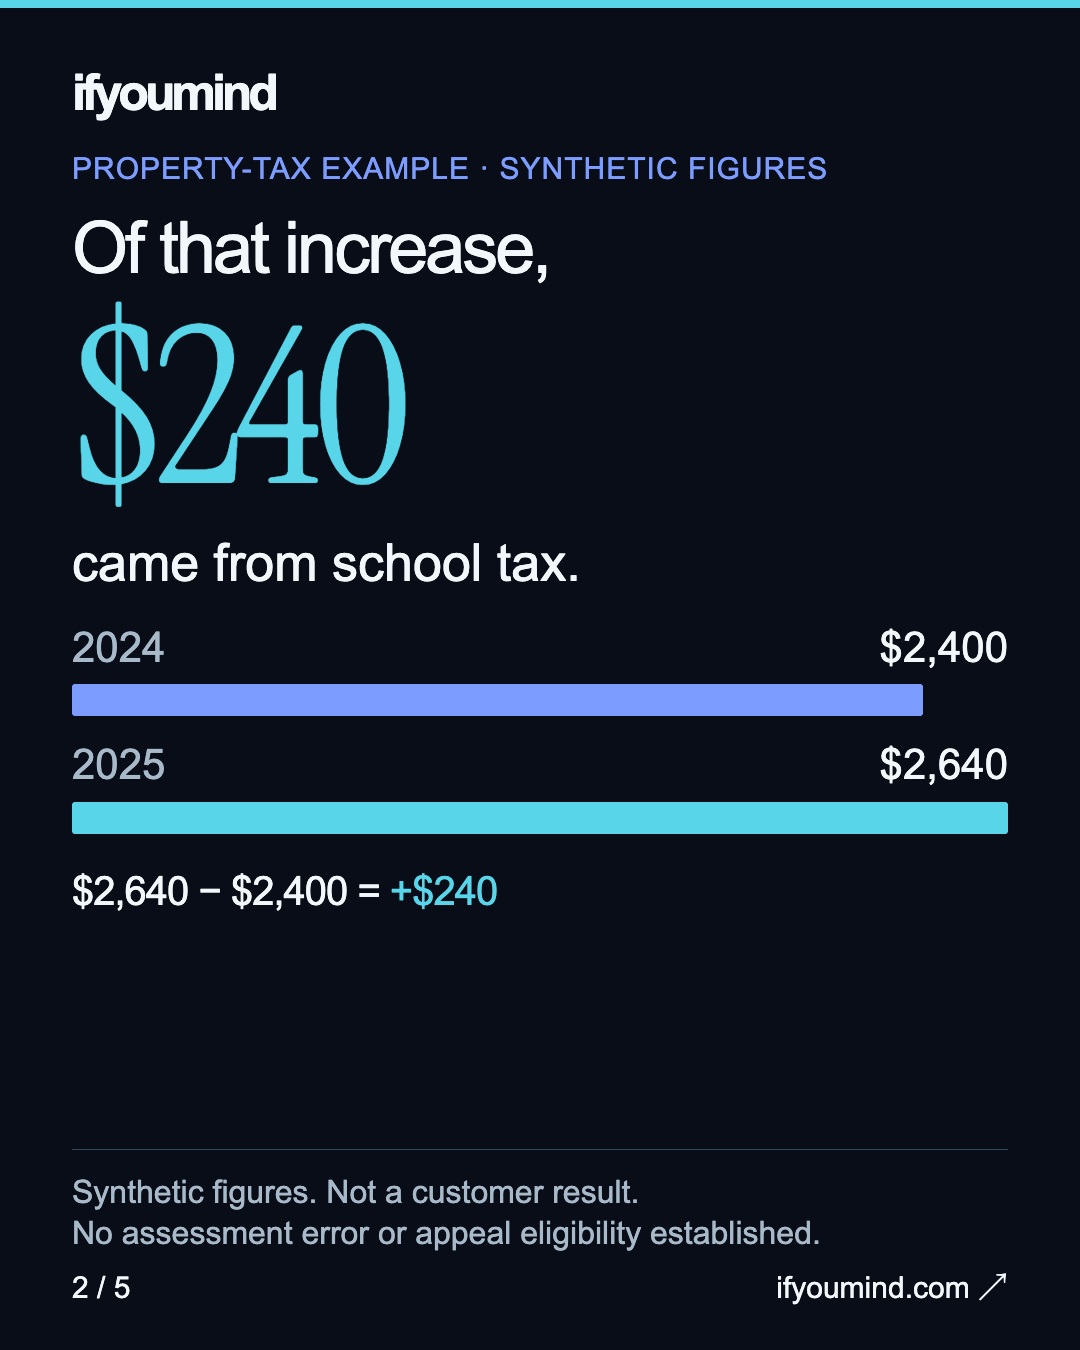 ifyoumind
PROPERTY-TAX EXAMPLE · SYNTHETIC FIGURES
Of that increase,
$240
came from school tax.
2024 $2,400
2025 $2,640
$2,640 − $2,400 = +$240
Synthetic figures. Not a customer result.
No assessment error or appeal eligibility established.
2 / 5 ifyoumind.com ↗